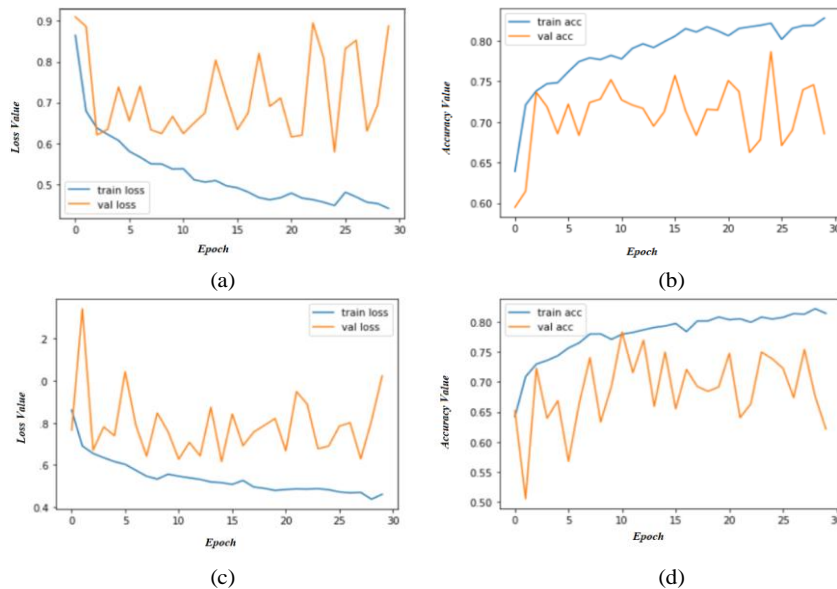 0.9
0.8
0.7
0.6
0.5
Loss Value
train loss
val loss
0 5 10 15 20 25 30
Epoch
(a)
0.80
0.75
0.70
0.65
0.60
Accuracy Value
train acc
val acc
0 5 10 15 20 25 30
Epoch
(b)
.2
.0
.8
.6
0.4
Loss Value
train loss
val loss
0 5 10 15 20 25 30
Epoch
(c)
0.80
0.75
0.70
0.65
0.60
0.55
0.50
Accuracy Value
train acc
val acc
0 5 10 15 20 25 30
Epoch
(d)